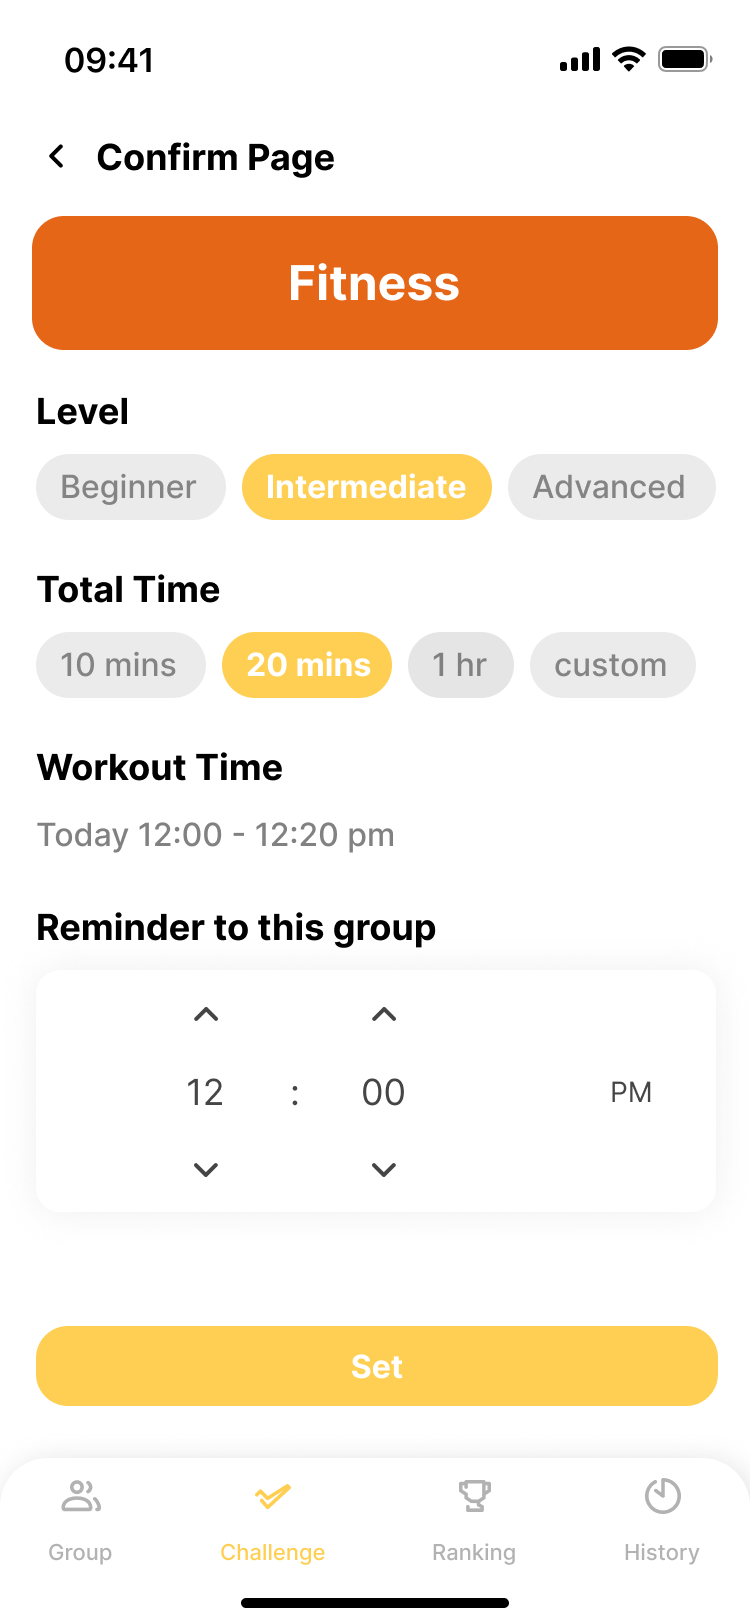 09:41
Confirm Page
Fitness
Level
Beginner Intermediate Advanced
Total Time
10 mins 20 mins 1 hr custom
Workout Time
Today 12:00 - 12:20 pm
Reminder to this group
12 : 00 PM
Set
Group Challenge Ranking History